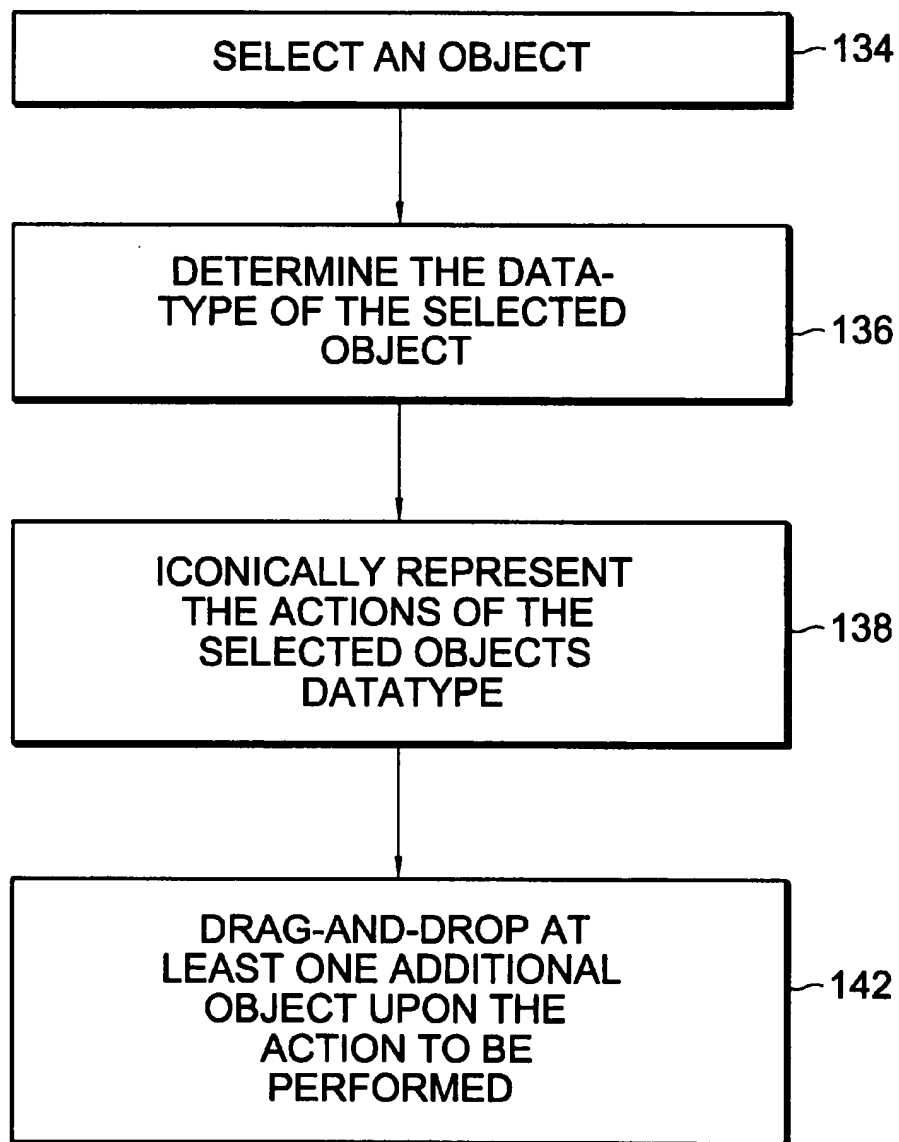 SELECT AN OBJECT
134
DETERMINE THE DATA-
TYPE OF THE SELECTED
OBJECT
136
ICONICALLY REPRESENT
THE ACTIONS OF THE
SELECTED OBJECTS
DATATYPE
138
DRAG-AND-DROP AT
LEAST ONE ADDITIONAL
OBJECT UPON THE
ACTION TO BE
PERFORMED
142